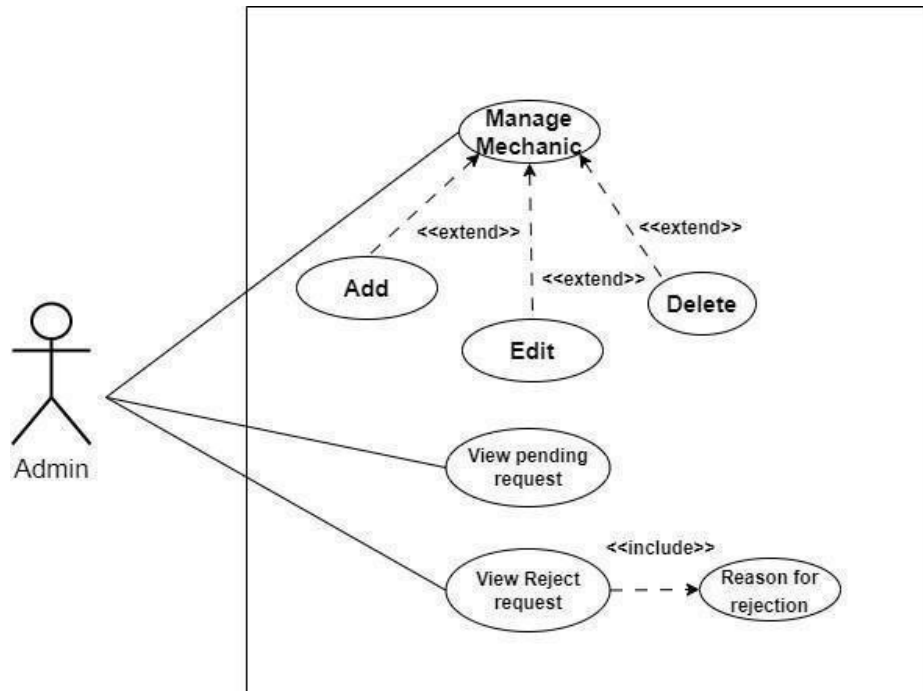 Manage
Mechanic
<<extend>>
<<extend>>
<<extend>>
Add
Delete
Edit
Admin
View pending
request
<<include>>
View Reject
request
Reason for
rejection